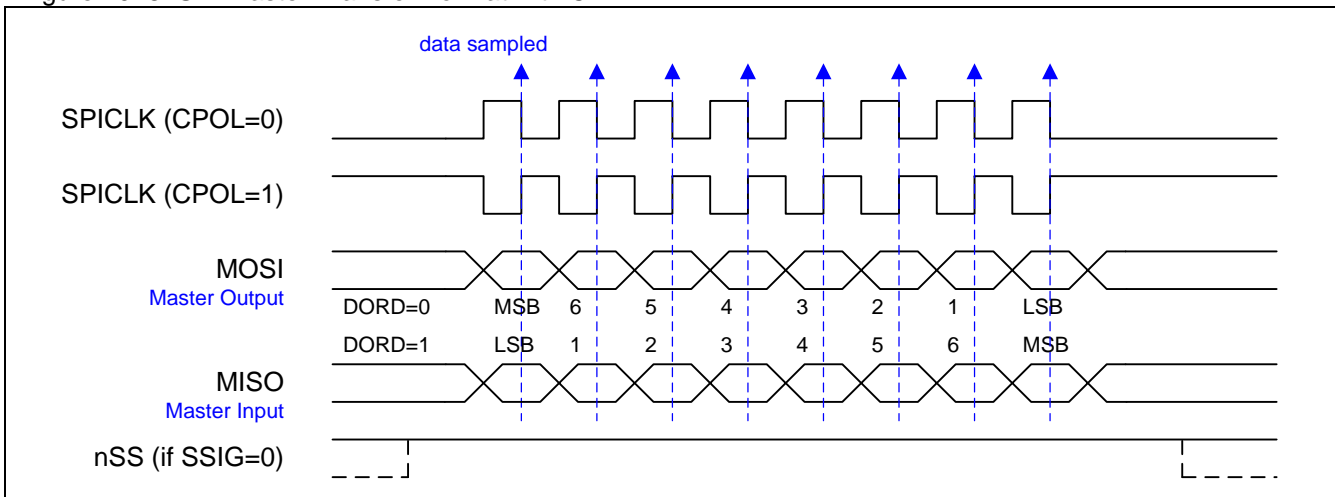 data sampled
SPICLK (CPOL=0)
SPICLK (CPOL=1)
MOSI
Master Output
DORD=0 MSB 6 5 4 3 2 1 LSB
DORD=1 LSB 1 2 3 4 5 6 MSB
MISO
Master Input
nSS (if SSIG=0)